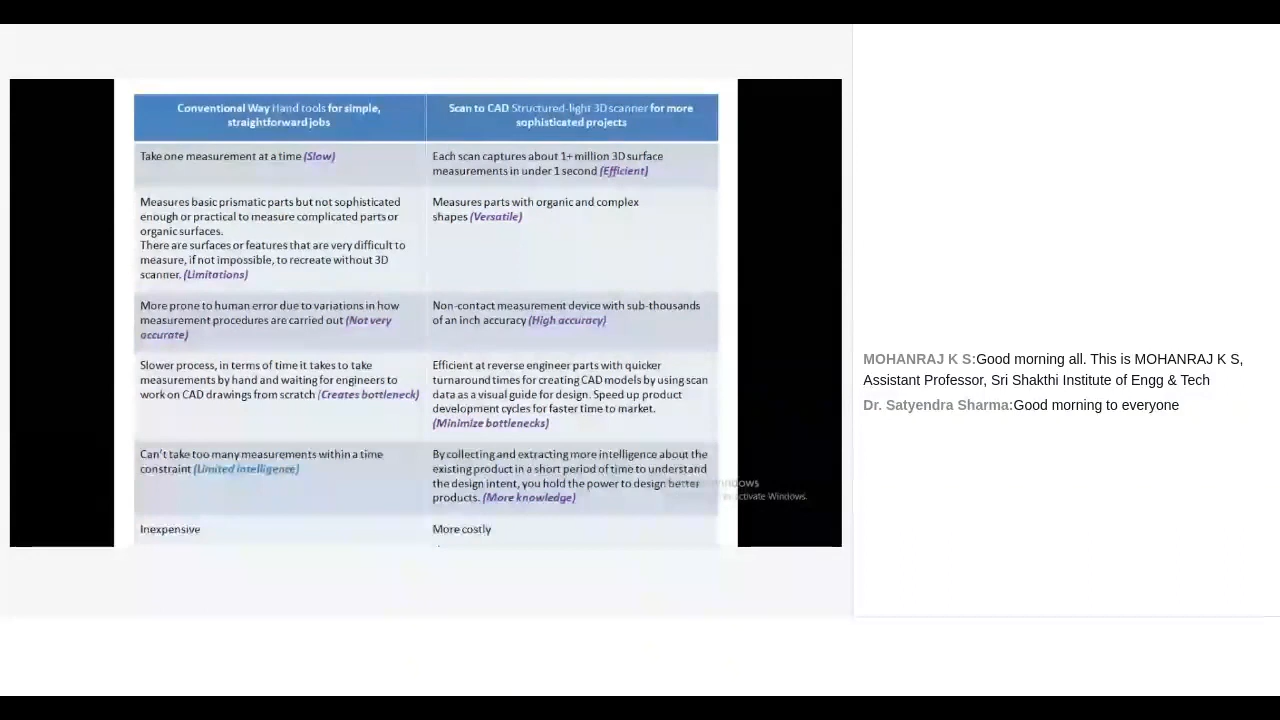 Conventional Way Hand tools for simple,
straightforward jobs
Scan to CAD Structured-light 3D scanner for more
sophisticated projects
Take one measurement at a time (Slow)
Each scan captures about 1+ million 3D surface
measurements in under 1 second (Efficient)
Measures basic prismatic parts but not sophisticated
enough or practical to measure complicated parts or
organic surfaces.
There are surfaces or features that are very difficult to
measure, if not impossible, to recreate without 3D
scanner. (Limitations)
Measures parts with organic and complex
shapes (Versatile)
More prone to human error due to variations in how
measurement procedures are carried out (Not very
accurate)
Non-contact measurement device with sub-thousands
of an inch accuracy (High accuracy)
Slower process, in terms of time it takes to take
measurements by hand and waiting for engineers to
work on CAD drawings from scratch (Creates bottleneck)
Efficient at reverse engineer parts with quicker
turnaround times for creating CAD models by using scan
data as a visual guide for design. Speed up product
development cycles for faster time to market.
(Minimize bottlenecks)
Can't take too many measurements within a time
constraint (Limited intelligence)
By collecting and extracting more intelligence about the
existing product in a short period of time to understand
the design intent, you hold the power to design better
products. (More knowledge)
Inexpensive
More costly
Windows
activate Windows.
MOHANRAJ K S:Good morning all. This is MOHANRAJ K S,
Assistant Professor, Sri Shakthi Institute of Engg & Tech
Dr. Satyendra Sharma:Good morning to everyone